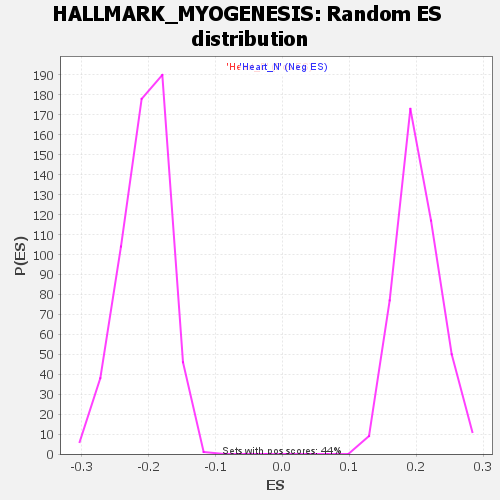 HALLMARK_MYOGENESIS: Random ES
distribution
'Heart_N' (Neg ES)
190
180
170
160
150
140
130
120
110
100
90
80
70
60
50
40
30
20
10
0
P(ES)
Sets with pos scores: 44%
-0.3 -0.2 -0.1 0.0 0.1 0.2 0.3
ES